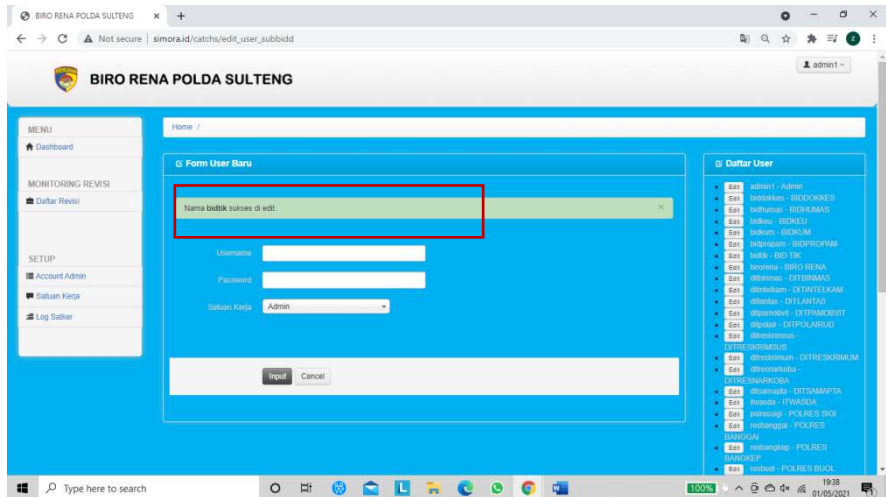 BIRO RENA POLDA SULTENG
Not secure simora.id/catchs/edit_user_subbidd
BIRO RENA POLDA SULTENG
admin1
MENU
Dashboard
MONITORING REVISI
Daftar Revisi
SETUP
Account Admin
Satuan Kerja
Log Satker
Home /
Form User Baru
Nama bidtik sukses di edit.
Username
Password
Satuan Kerja Admin
Input Cancel
Daftar User
Edit admin1 - Admin
Edit biddokkes - BIDDOKKES
Edit bidhumas - BIDHUMAS
Edit bidkeu - BIDKEU
Edit bidkum - BIDKUM
Edit bidpropam - BIDPROPAM
Edit bidtik - BID TIK
Edit birorena - BIRO RENA
Edit ditbinmas - DITBINMAS
Edit ditintelkam - DITINTELKAM
Edit ditlantas - DITLANTAS
Edit ditpamobvit - DITPAMOBVIT
Edit ditpolair - DITPOLAIRUD
Edit ditreskrimsus -
DITRESKRIMSUS
Edit ditreskrimum - DITRESKRIMUM
Edit ditresnarkoba -
DITRESNARKOBA
Edit ditsamapta - DITSAMAPTA
Edit itwasda - ITWASDA
Edit polressigi - POLRES SIGI
Edit resbanggai - POLRES
BANGGAI
Edit resbangkep - POLRES
BANGKEP
Edit resbuol - POLRES BUOL
Type here to search
100%
19:38
01/05/2021